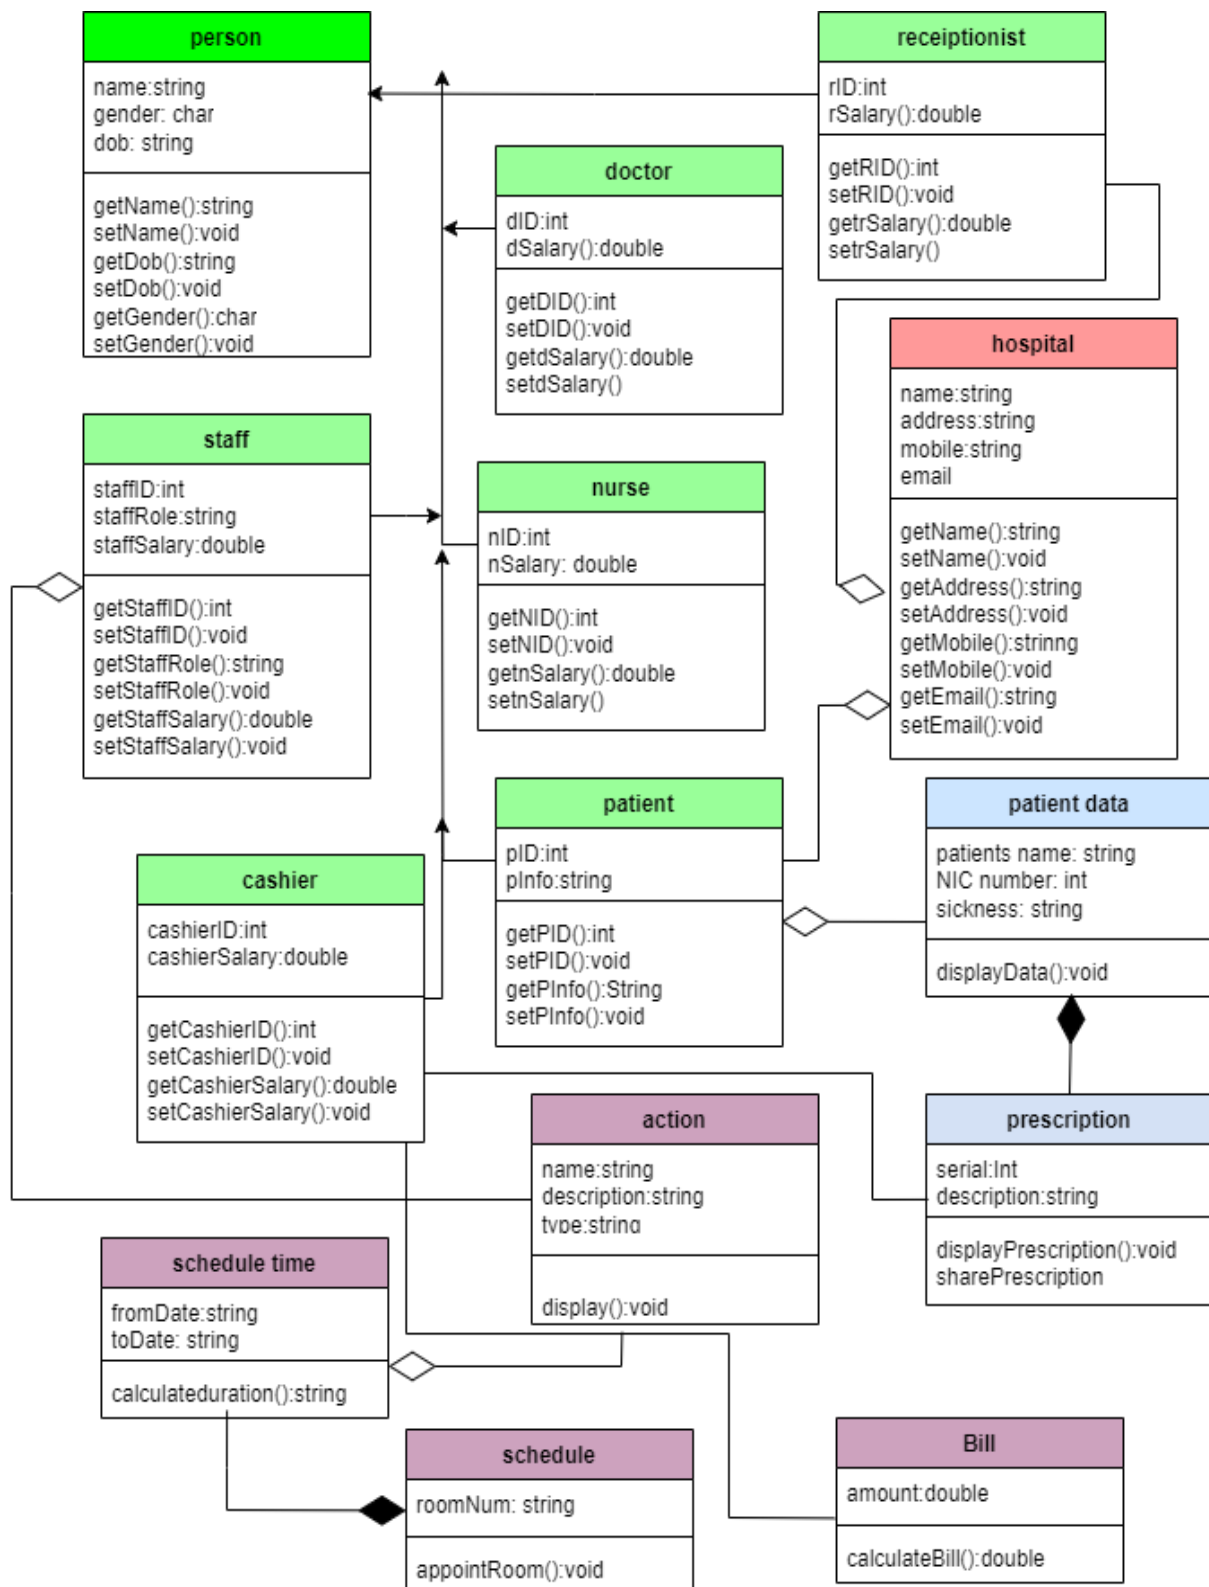 person
name:string
gender: char
dob: string
getName():string
setName():void
getDob():string
setDob():void
getGender():char
setGender():void
receiptionist
rID:int
rSalary():double
getRID():int
setRID():void
getrSalary():double
setrSalary()
doctor
dID:int
dSalary():double
getDID():int
setDID():void
getdSalary():double
setdSalary()
hospital
name:string
address:string
mobile:string
email
getName():string
setName():void
getAddress():string
setAddress():void
getMobile():strinng
setMobile():void
getEmail():string
setEmail():void
staff
staffID:int
staffRole:string
staffSalary:double
getStaffID():int
setStaffID():void
getStaffRole():string
setStaffRole():void
getStaffSalary():double
setStaffSalary():void
nurse
nID:int
nSalary: double
getNID():int
setNID():void
getnSalary():double
setnSalary()
patient
pID:int
pInfo:string
getPID():int
setPID():void
getPInfo():String
setPInfo():void
patient data
patients name: string
NIC number: int
sickness: string
displayData():void
cashier
cashierID:int
cashierSalary:double
getCashierID():int
setCashierID():void
getCashierSalary():double
setCashierSalary():void
action
name:string
description:string
type:string
display():void
prescription
serial:Int
description:string
displayPrescription():void
sharePrescription
schedule time
fromDate:string
toDate: string
calculateduration():string
schedule
roomNum: string
appointRoom():void
Bill
amount:double
calculateBill():double